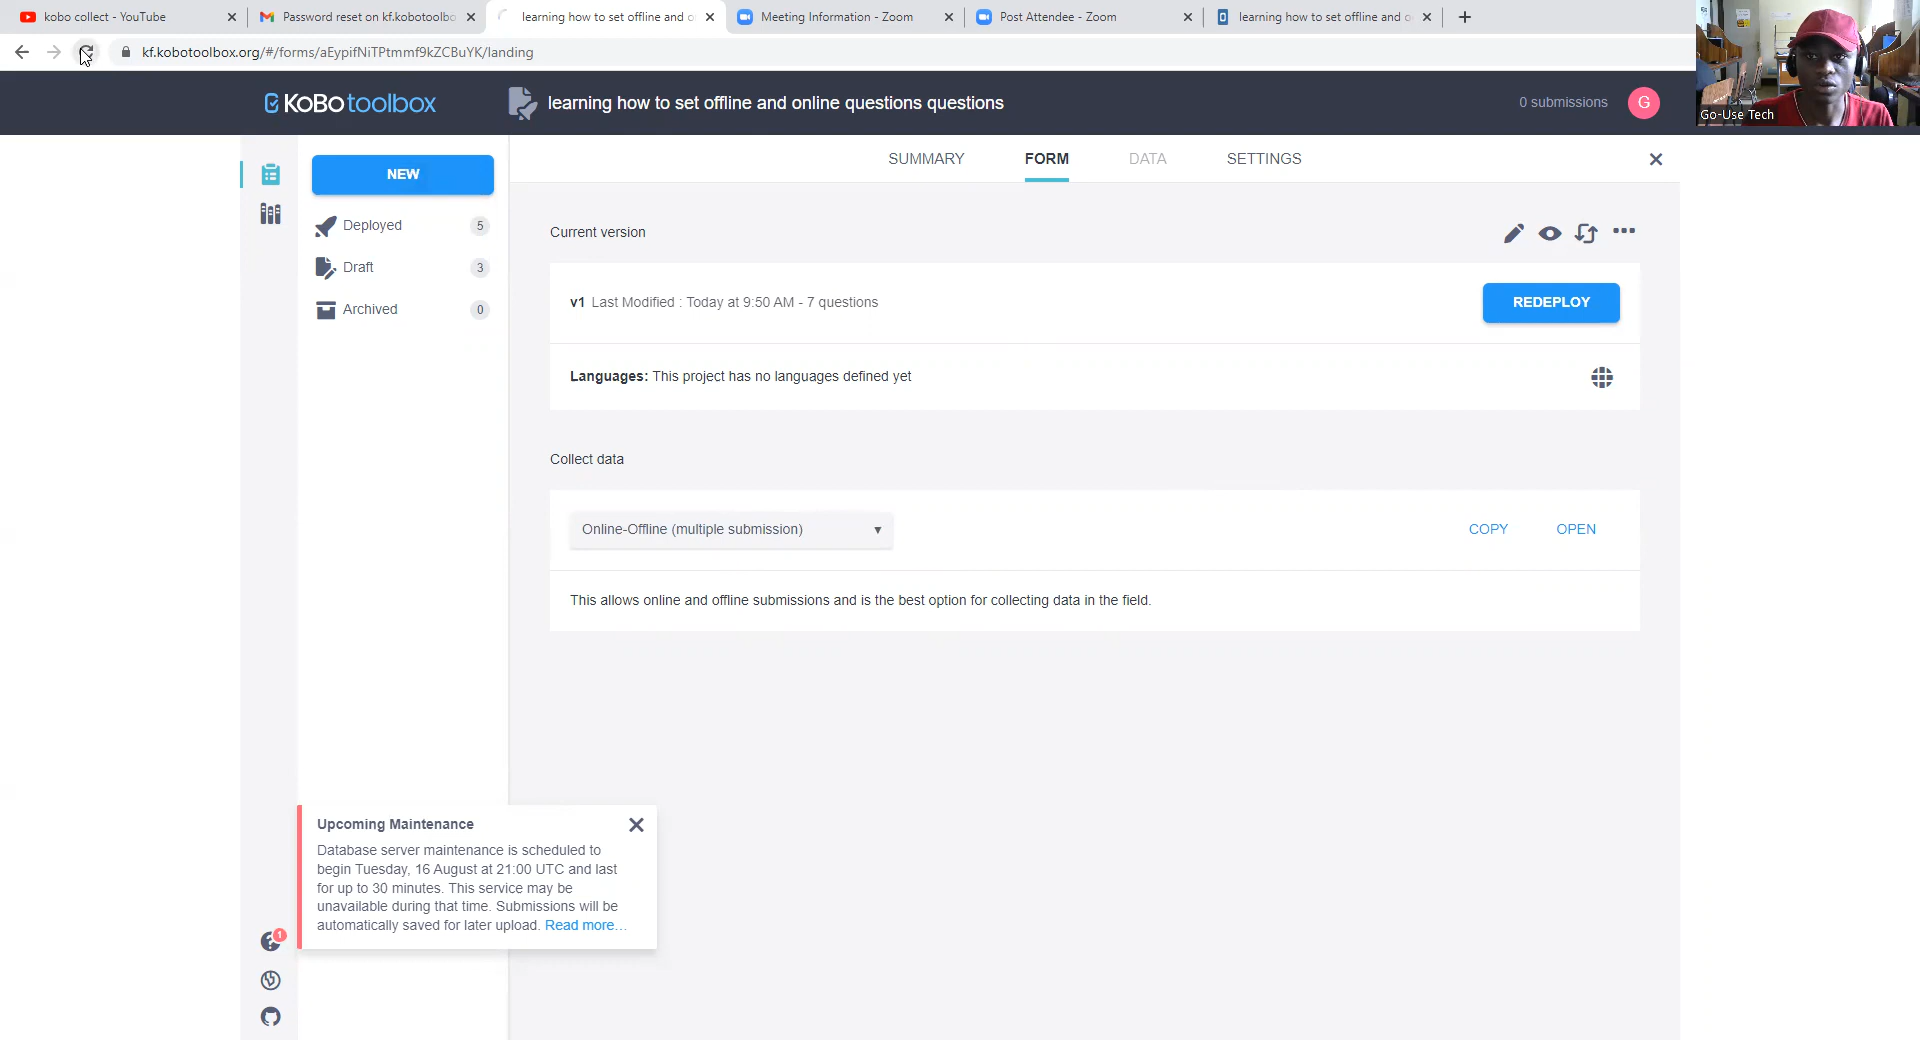 kobo collect - YouTube
Password reset on kf.kobotoolbo
learning how to set offline and o
Meeting Information - Zoom
Post Attendee - Zoom
learning how to set offline and o
kf.kobotoolbox.org/#/forms/aEypifNiTPtmmf9kZCBuYK/landing
KoBo toolbox
learning how to set offline and online questions questions
0 submissions
G
Go-Use Tech
NEW
Deployed 5
Draft 3
Archived 0
SUMMARY
FORM
DATA
SETTINGS
Current version
v1 Last Modified : Today at 9:50 AM - 7 questions
REDEPLOY
Languages: This project has no languages defined yet
Collect data
Online-Offline (multiple submission)
COPY
OPEN
This allows online and offline submissions and is the best option for collecting data in the field.
Upcoming Maintenance
Database server maintenance is scheduled to
begin Tuesday, 16 August at 21:00 UTC and last
for up to 30 minutes. This service may be
unavailable during that time. Submissions will be
automatically saved for later upload. Read more…
1